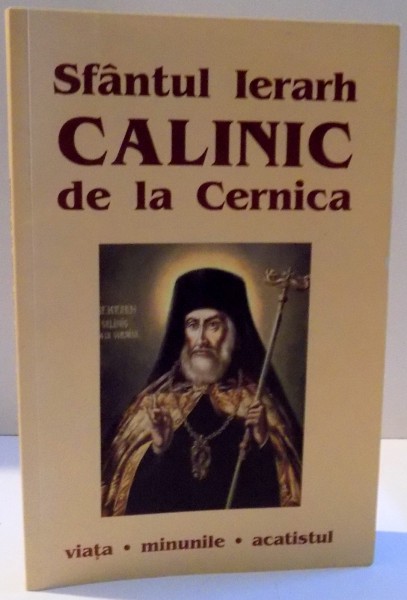 Sfântul Ierarh
CALINIC
de la Cernica
viața • minunile • acatistul